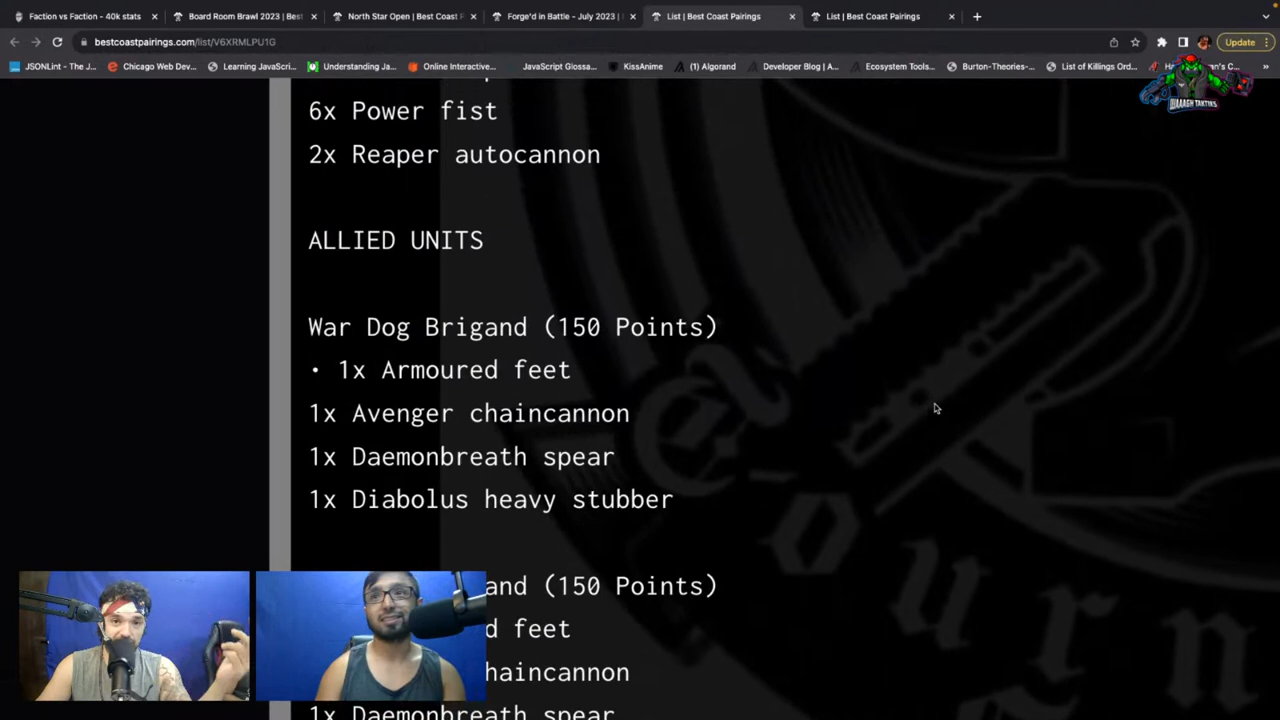 Faction vs Faction - 40k stats
Board Room Brawl 2023 | Best
North Star Open | Best Coast P
Forge'd in Battle - July 2023 |
List | Best Coast Pairings
List | Best Coast Pairings
bestcoastpairings.com/list/V6XRMLPU1G
Update
JSONLint - The J...
Chicago Web Dev...
Learning JavaScri...
Understanding Ja...
Online Interactive...
JavaScript Glossa...
KissAnime
(1) Algorand
Developer Blog | A...
Ecosystem Tools...
Burton-Theories-...
List of Killings Ord...
WAAAGH TAKTIKS
6x Power fist
2x Reaper autocannon
ALLIED UNITS
War Dog Brigand (150 Points)
• 1x Armoured feet
1x Avenger chaincannon
1x Daemonbreath spear
1x Diabolus heavy stubber
and (150 Points)
d feet
haincannon
1x Daemonbreath spear
ourn